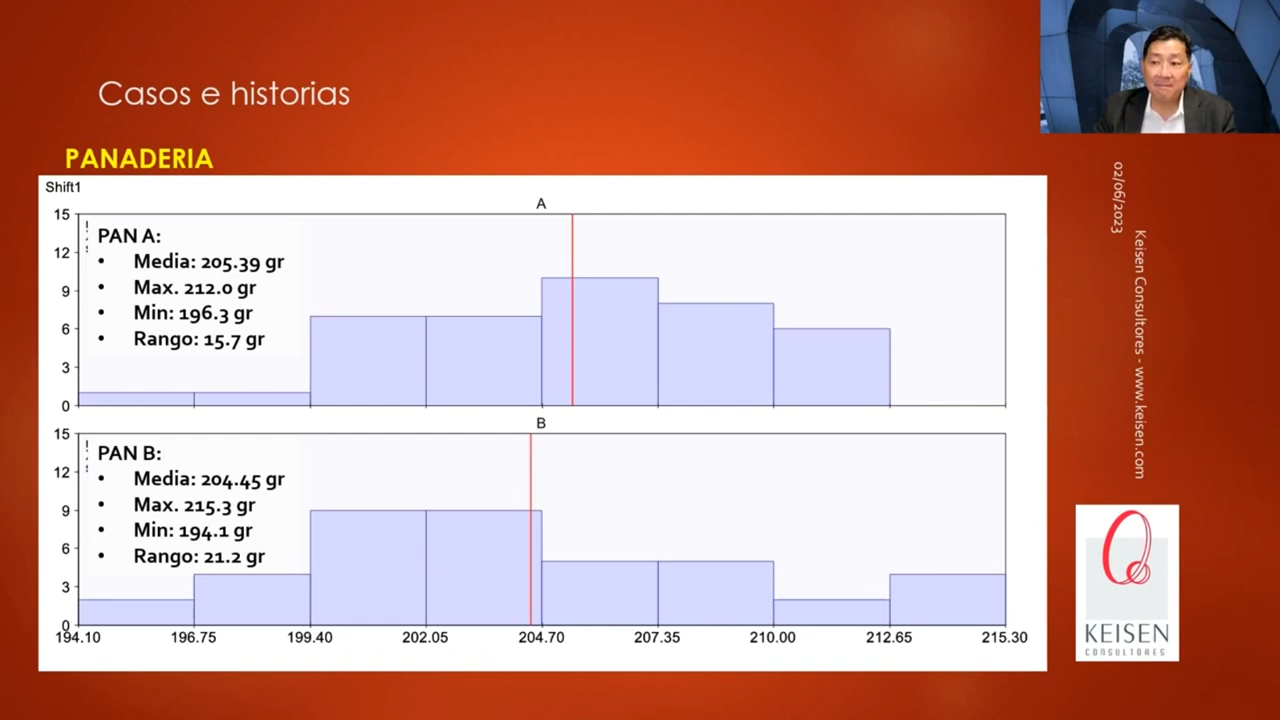 Casos e historias
PANADERIA
02/06/2023
Keisen Consultores - www.keisen.com
Shift1
A
15
12
9
6
3
0
PAN A:
• Media: 205.39 gr
• Max. 212.0 gr
• Min: 196.3 gr
• Rango: 15.7 gr
B
15
12
9
6
3
0
PAN B:
• Media: 204.45 gr
• Max. 215.3 gr
• Min: 194.1 gr
• Rango: 21.2 gr
194.10 196.75 199.40 202.05 204.70 207.35 210.00 212.65 215.30
KEISEN
CONSULTORES